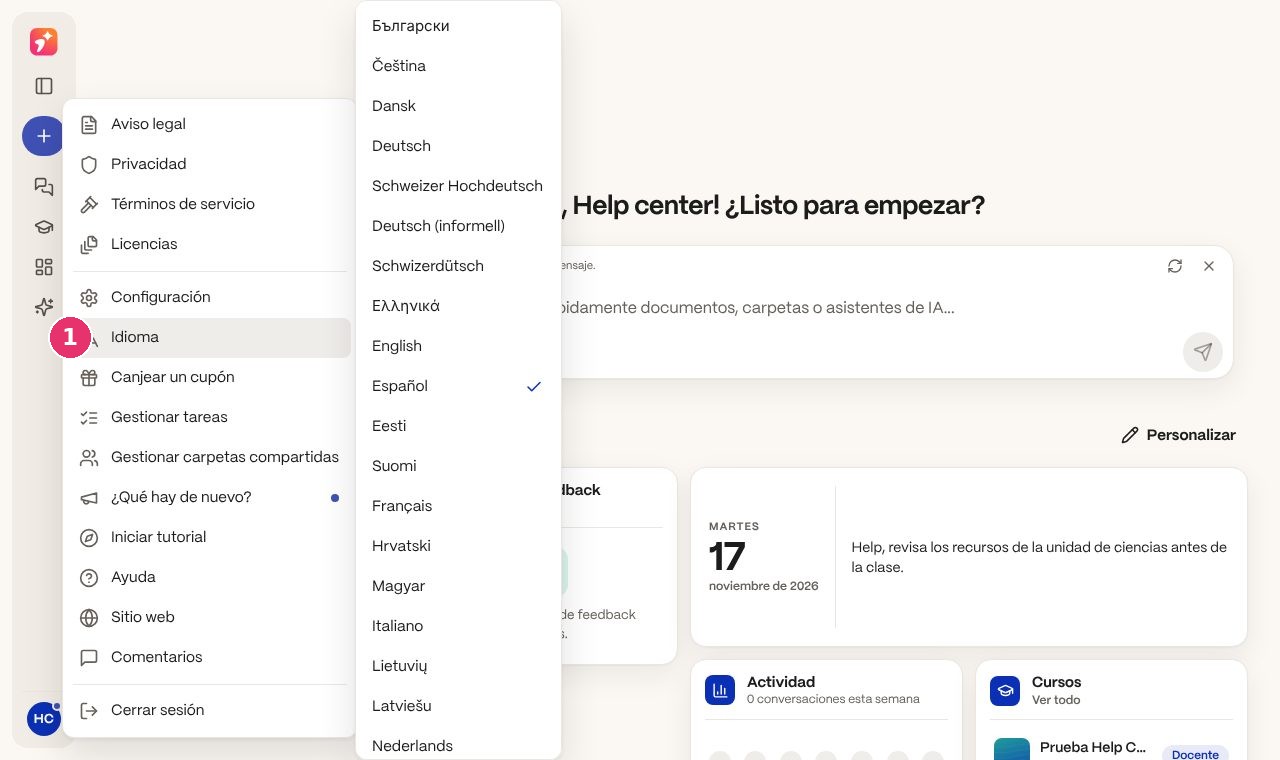 Aviso legal
Privacidad
Términos de servicio
Licencias
Configuración
1
Idioma
Canjear un cupón
Gestionar tareas
Gestionar carpetas compartidas
¿Qué hay de nuevo?
Iniciar tutorial
Ayuda
Sitio web
Comentarios
Cerrar sesión
HC
Български
Čeština
Dansk
Deutsch
Schweizer Hochdeutsch
Deutsch (informell)
Schwizerdütsch
Ελληνικά
English
Español
Eesti
Suomi
Français
Hrvatski
Magyar
Italiano
Lietuvių
Latviešu
Nederlands
, Help center! ¿Listo para empezar?
documentos, carpetas o asistentes de IA...
Personalizar
de feedback
MARTES
17
noviembre de 2026
Help, revisa los recursos de la unidad de ciencias antes de
la clase.
Actividad
0 conversaciones esta semana
Cursos
Ver todo
Prueba Help C...
Docente